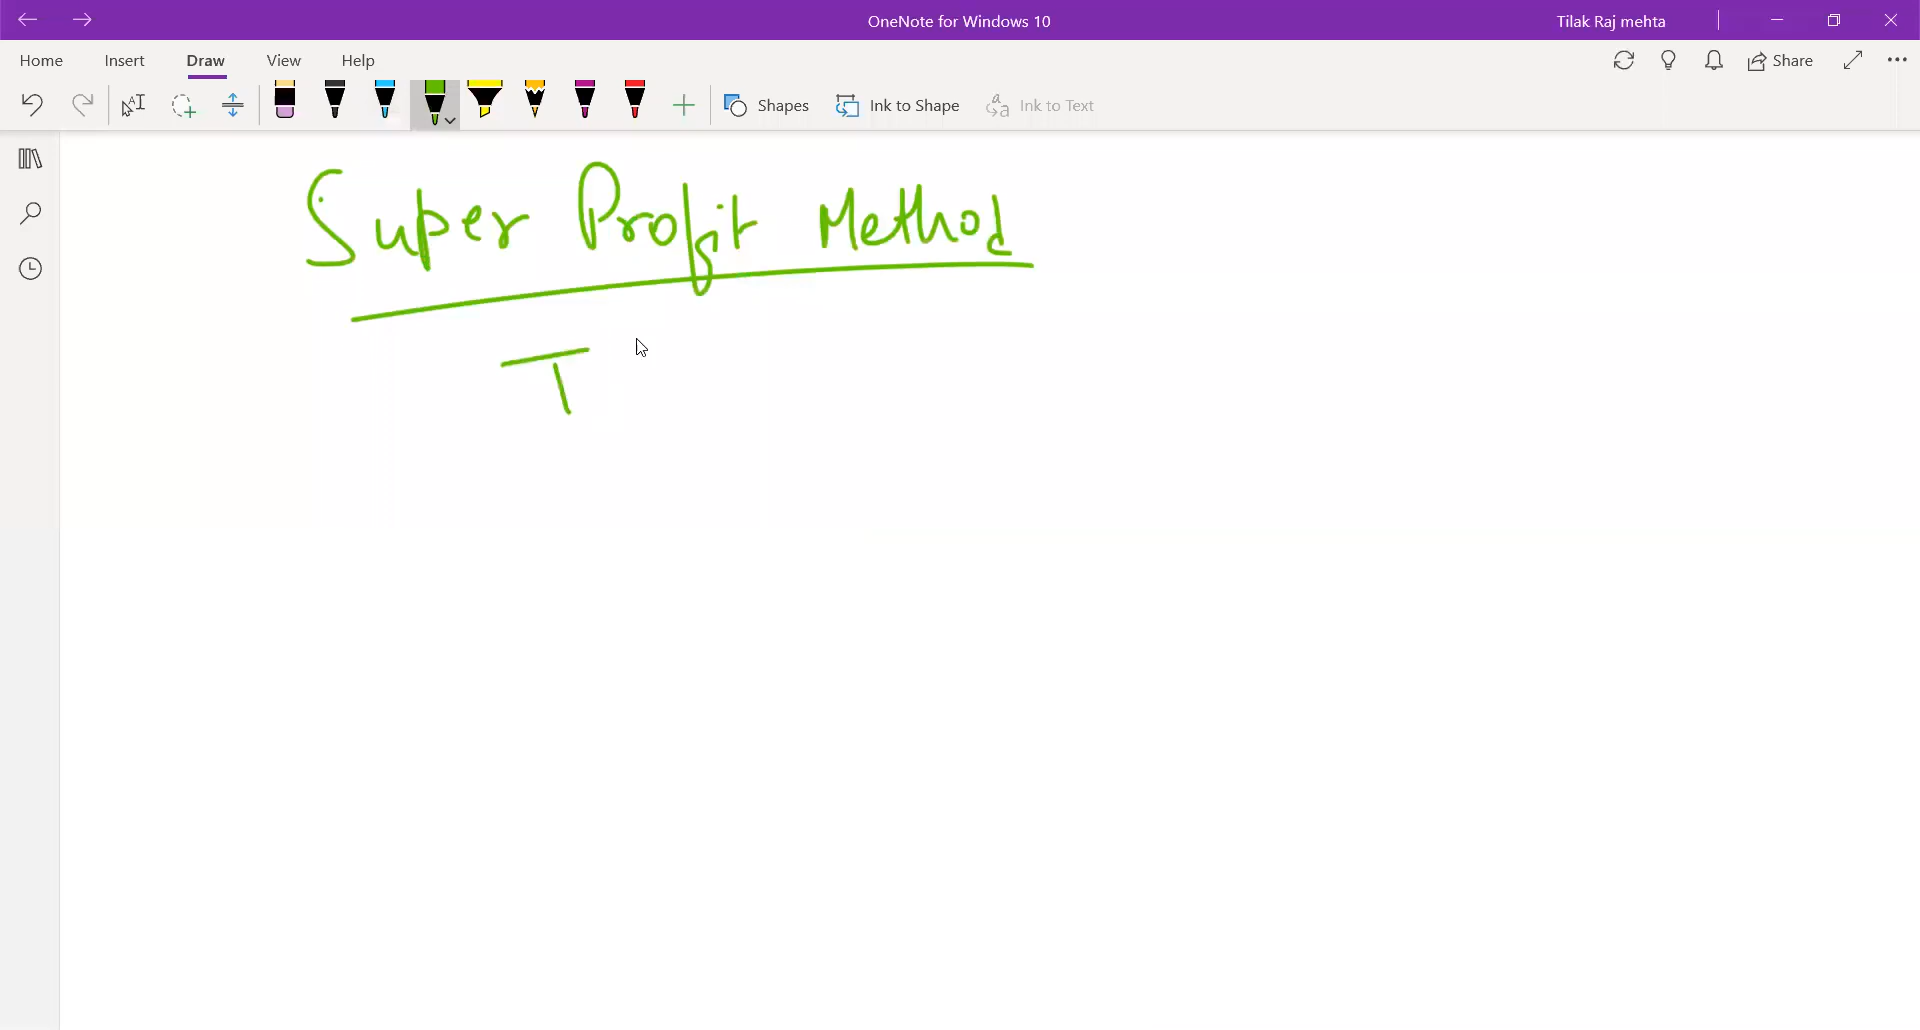 OneNote for Windows 10
Tilak Raj mehta
Home Insert Draw View Help
Share
Shapes Ink to Shape Ink to Text
Super Profit Method
T